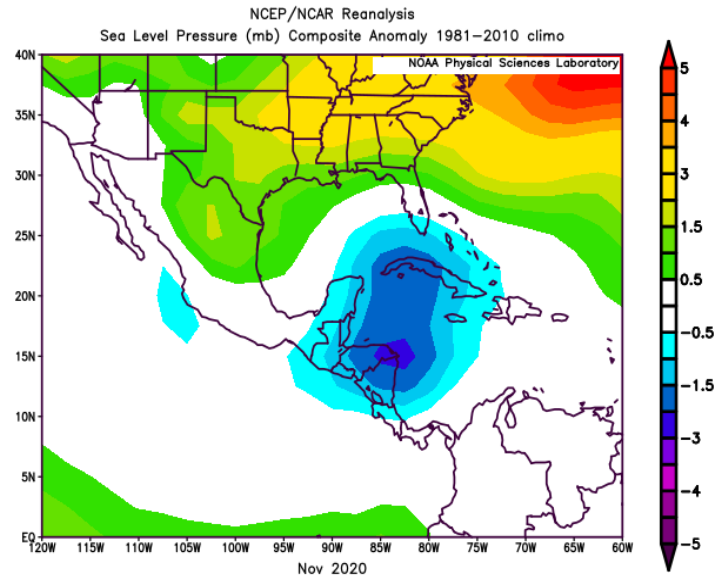 NCEP/NCAR Reanalysis
Sea Level Pressure (mb) Composite Anomaly 1981−2010 climo
NOAA Physical Sciences Laboratory
40N
35N
30N
25N
20N
15N
10N
5N
EQ
120W 115W 110W 105W 100W 95W 90W 85W 80W 75W 70W 65W 60W
Nov 2020
5
4
3
1.5
0.5
−0.5
−1.5
−3
−4
−5